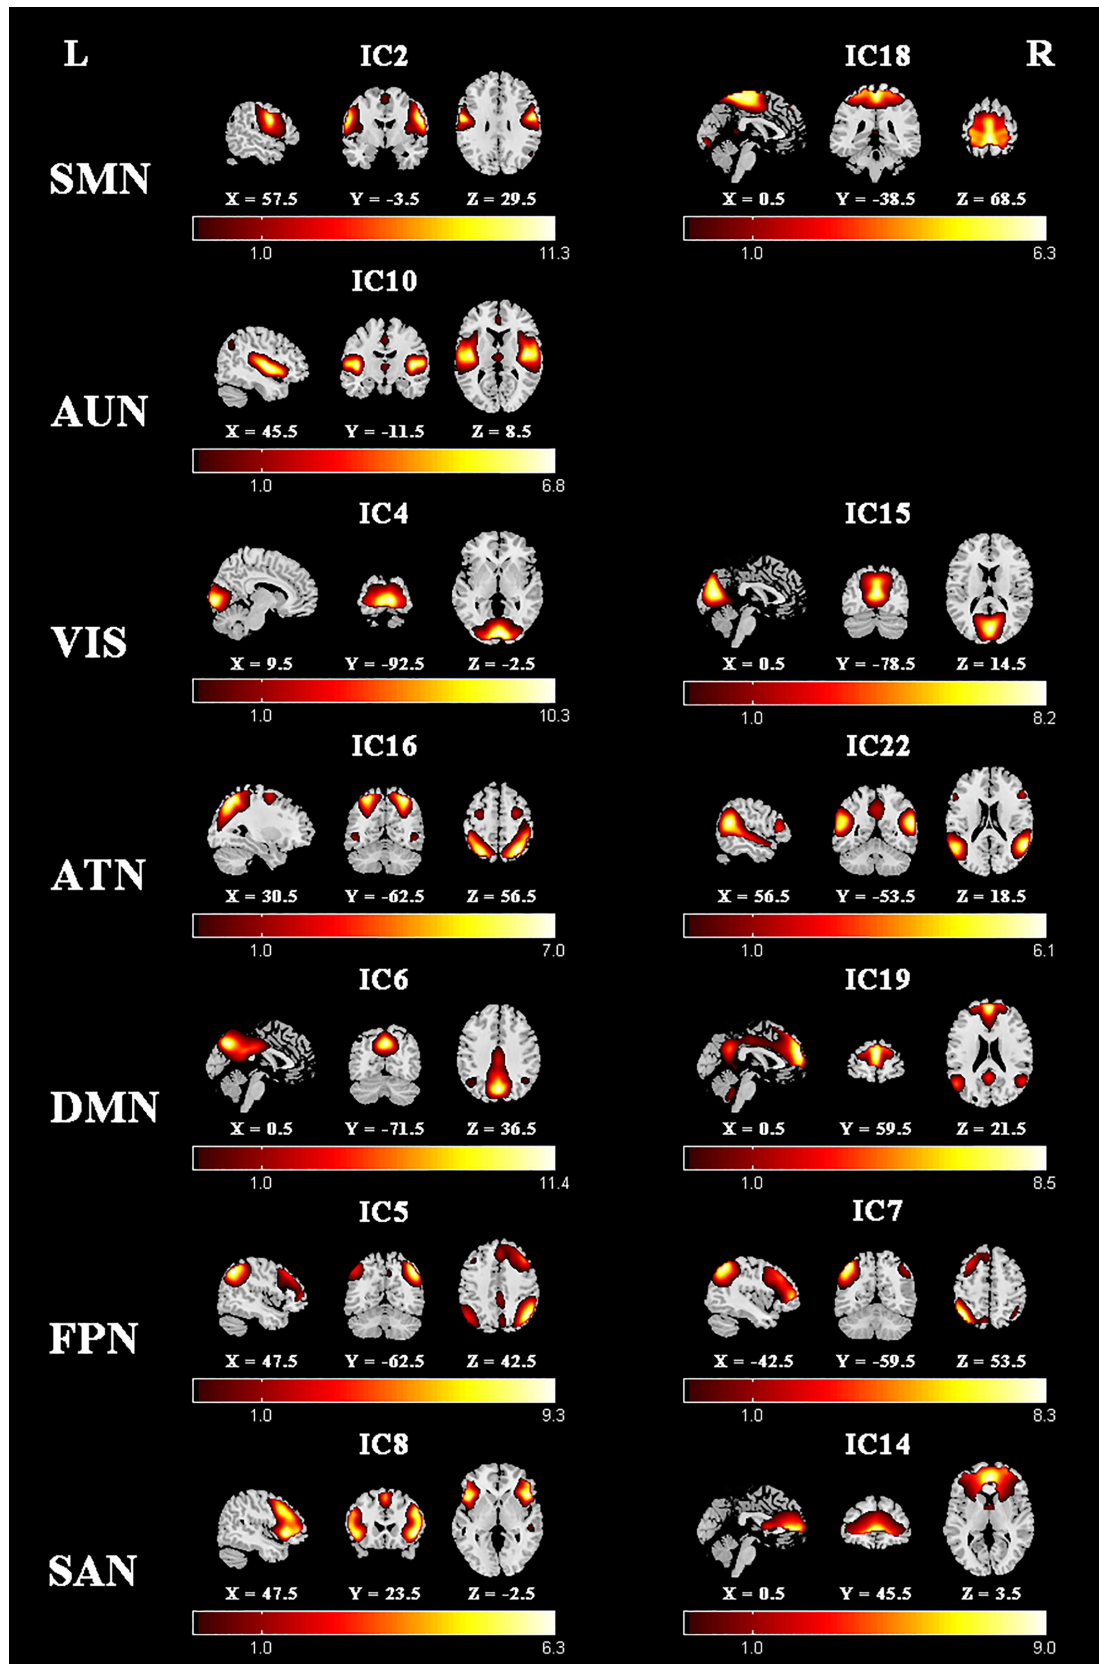 L R
IC2 IC18
SMN
X = 57.5 Y = -3.5 Z = 29.5 X = 0.5 Y = -38.5 Z = 68.5
1.0 11.3 1.0 6.3
IC10
AUN
X = 45.5 Y = -11.5 Z = 8.5
1.0 6.8
IC4 IC15
VIS
X = 9.5 Y = -92.5 Z = -2.5 X = 0.5 Y = -78.5 Z = 14.5
1.0 10.3 1.0 8.2
IC16 IC22
ATN
X = 30.5 Y = -62.5 Z = 56.5 X = 56.5 Y = -53.5 Z = 18.5
1.0 7.0 1.0 6.1
IC6 IC19
DMN
X = 0.5 Y = -71.5 Z = 36.5 X = 0.5 Y = 59.5 Z = 21.5
1.0 11.4 1.0 8.5
IC5 IC7
FPN
X = 47.5 Y = -62.5 Z = 42.5 X = -42.5 Y = -59.5 Z = 53.5
1.0 9.3 1.0 8.3
IC8 IC14
SAN
X = 47.5 Y = 23.5 Z = -2.5 X = 0.5 Y = 45.5 Z = 3.5
1.0 6.3 1.0 9.0